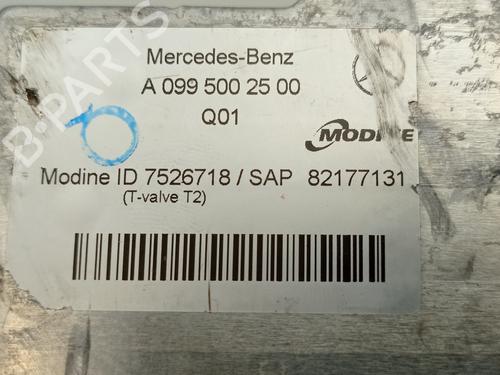 Mercedes-Benz
A 099 500 25 00
Q01
MODINE
Modine ID 7526718 / SAP 82177131
(T-valve T2)
B-PARTS